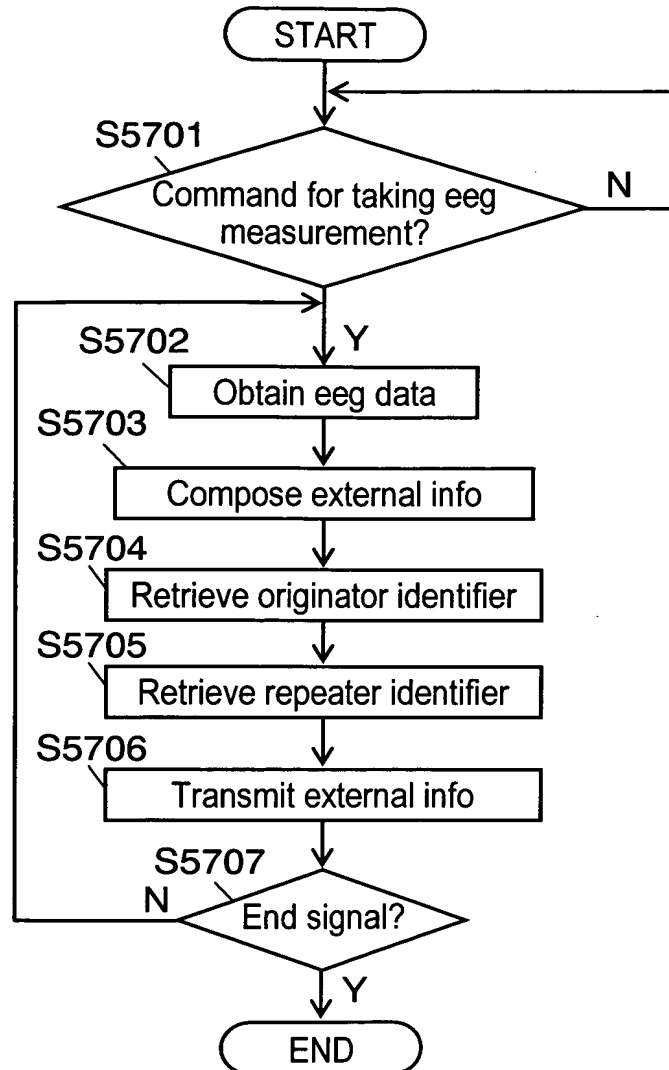 START
S5701
Command for taking eeg
measurement?
N
Y
S5702
Obtain eeg data
S5703
Compose external info
S5704
Retrieve originator identifier
S5705
Retrieve repeater identifier
S5706
Transmit external info
S5707
N
End signal?
Y
END